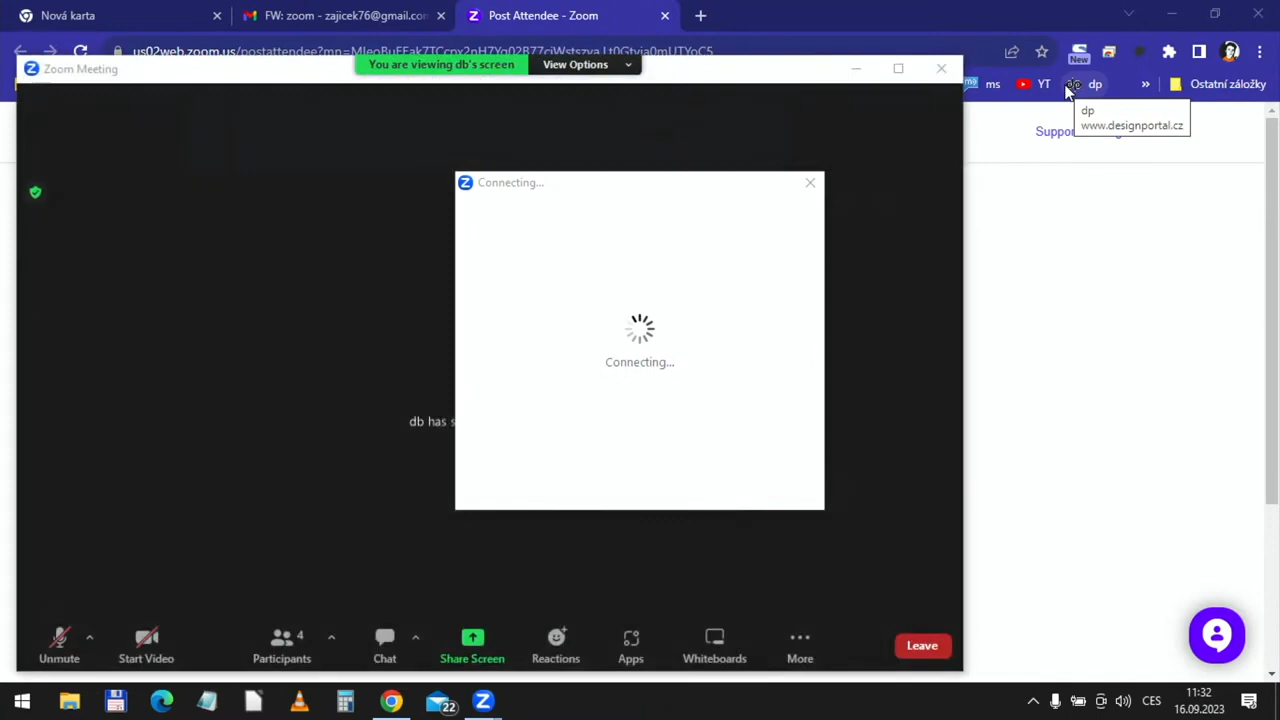 Nová karta
FW: zoom - zajicek76@gmail.com
Post Attendee - Zoom
Zoom Meeting
You are viewing db's screen
View Options
New
ms
YT
dp
Ostatní záložky
dp
www.designportal.cz
Connecting...
Connecting...
db has s
Unmute
Start Video
Participants
4
Chat
Share Screen
Reactions
Apps
Whiteboards
More
Leave
22
CES
11:32
16.09.2023